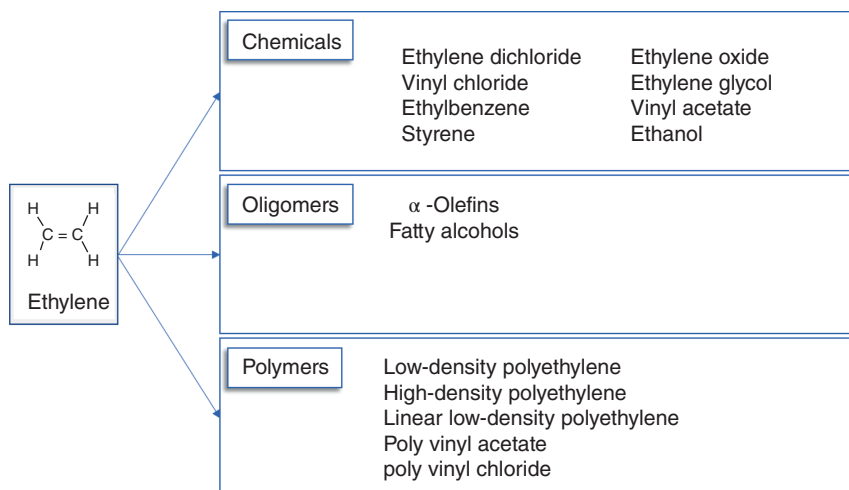 Chemicals
Ethylene dichloride
Vinyl chloride
Ethylbenzene
Styrene
Ethylene oxide
Ethylene glycol
Vinyl acetate
Ethanol
H H
C = C
H H
Ethylene
Oligomers
α -Olefins
Fatty alcohols
Polymers
Low-density polyethylene
High-density polyethylene
Linear low-density polyethylene
Poly vinyl acetate
poly vinyl chloride